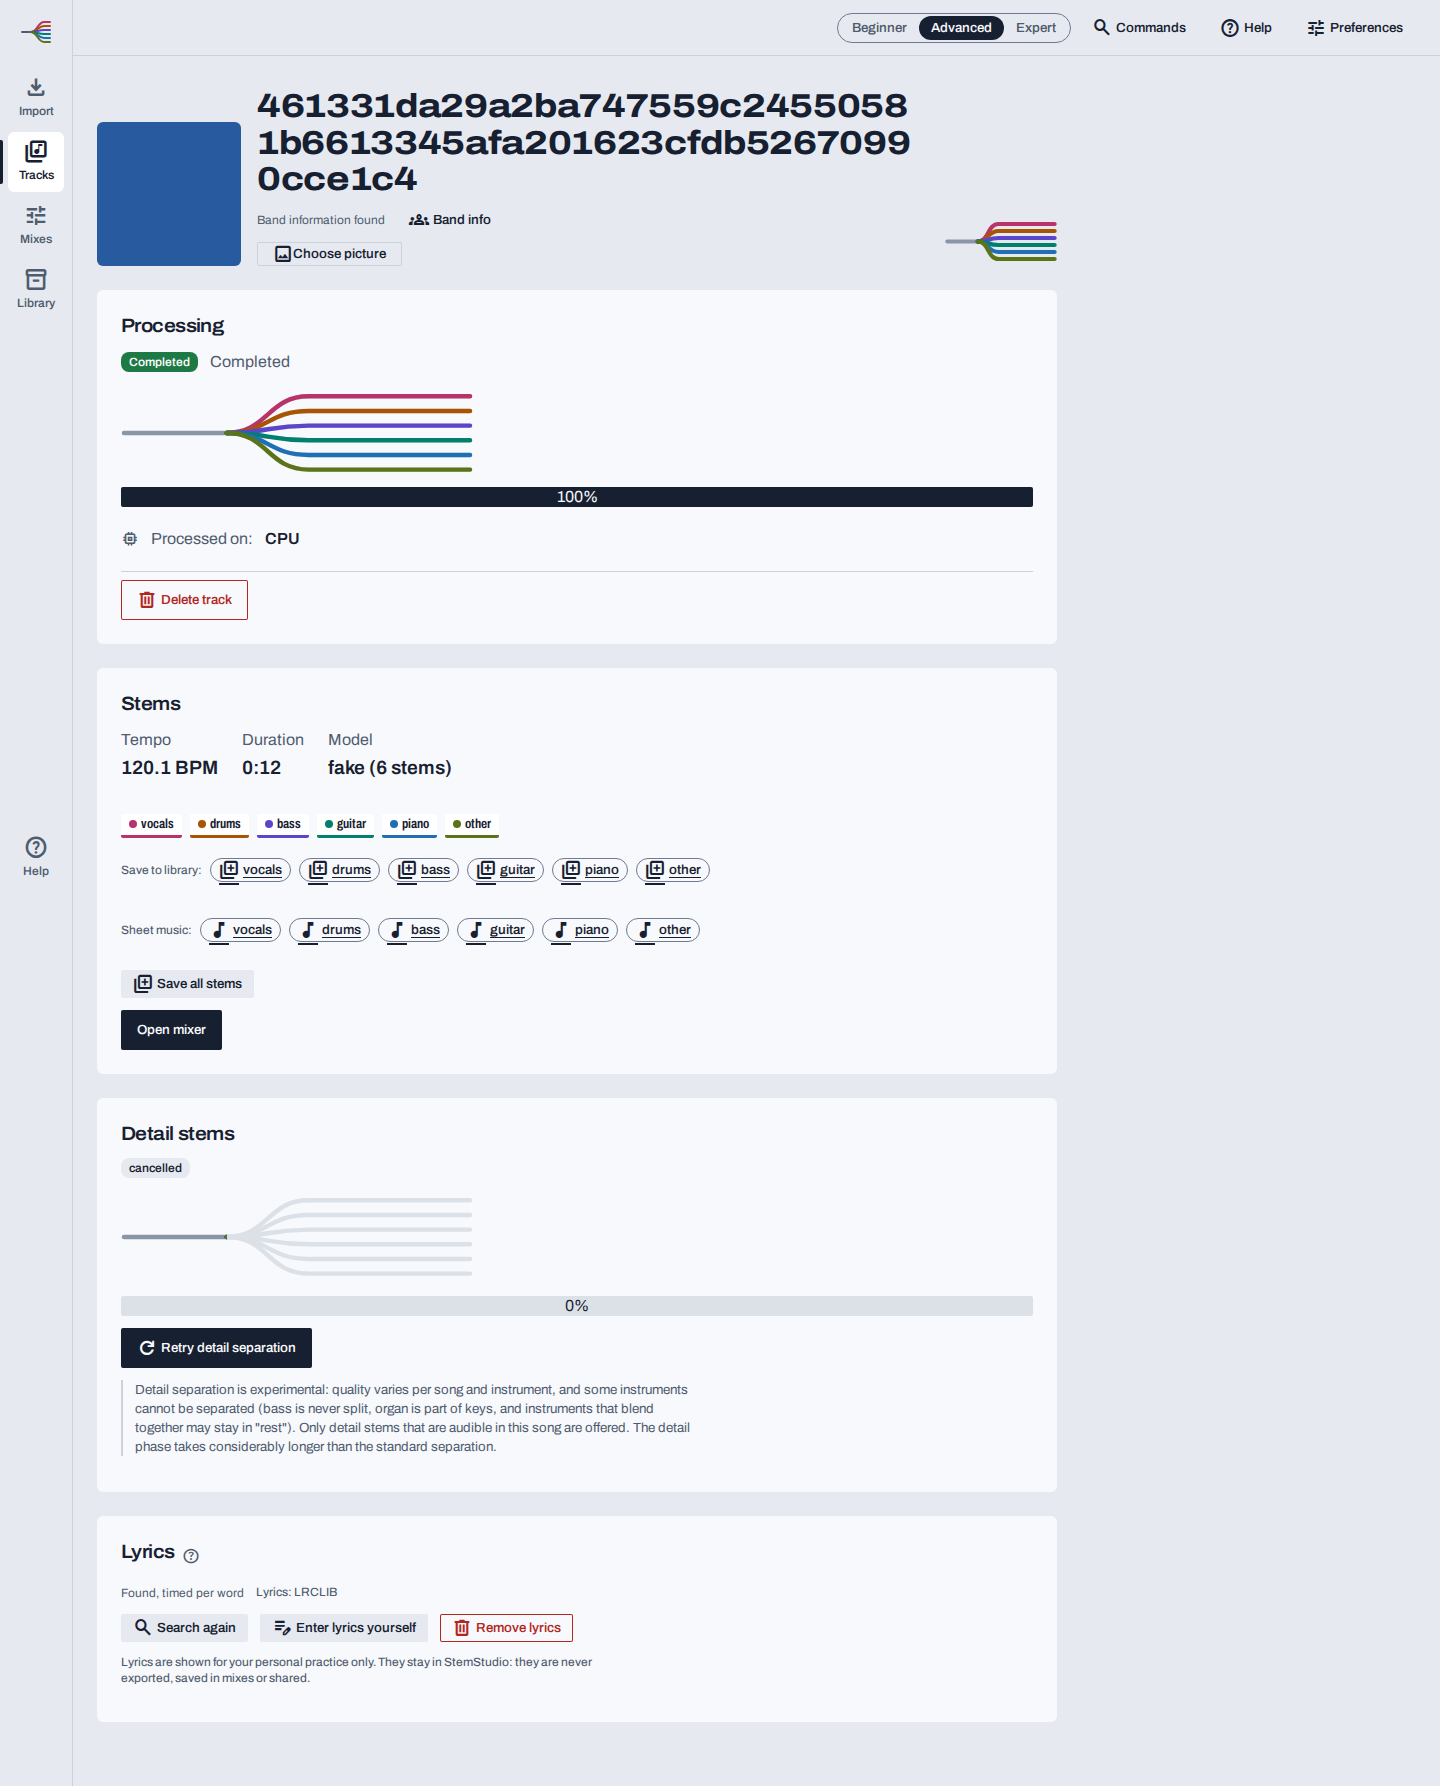 Beginner Advanced Expert Commands Help Preferences
Import
Tracks
Mixes
Library
Help
461331da29a2ba747559c2455058
1b6613345afa201623cfdb5267099
0cce1c4
Band information found Band info
Choose picture
Processing
Completed Completed
100%
Processed on: CPU
Delete track
Stems
Tempo Duration Model
120.1 BPM 0:12 fake (6 stems)
vocals drums bass guitar piano other
Save to library: vocals drums bass guitar piano other
Sheet music: vocals drums bass guitar piano other
Save all stems
Open mixer
Detail stems
cancelled
0%
Retry detail separation
Detail separation is experimental: quality varies per song and instrument, and some instruments
cannot be separated (bass is never split, organ is part of keys, and instruments that blend
together may stay in "rest"). Only detail stems that are audible in this song are offered. The detail
phase takes considerably longer than the standard separation.
Lyrics
Found, timed per word Lyrics: LRCLIB
Search again Enter lyrics yourself Remove lyrics
Lyrics are shown for your personal practice only. They stay in StemStudio: they are never
exported, saved in mixes or shared.